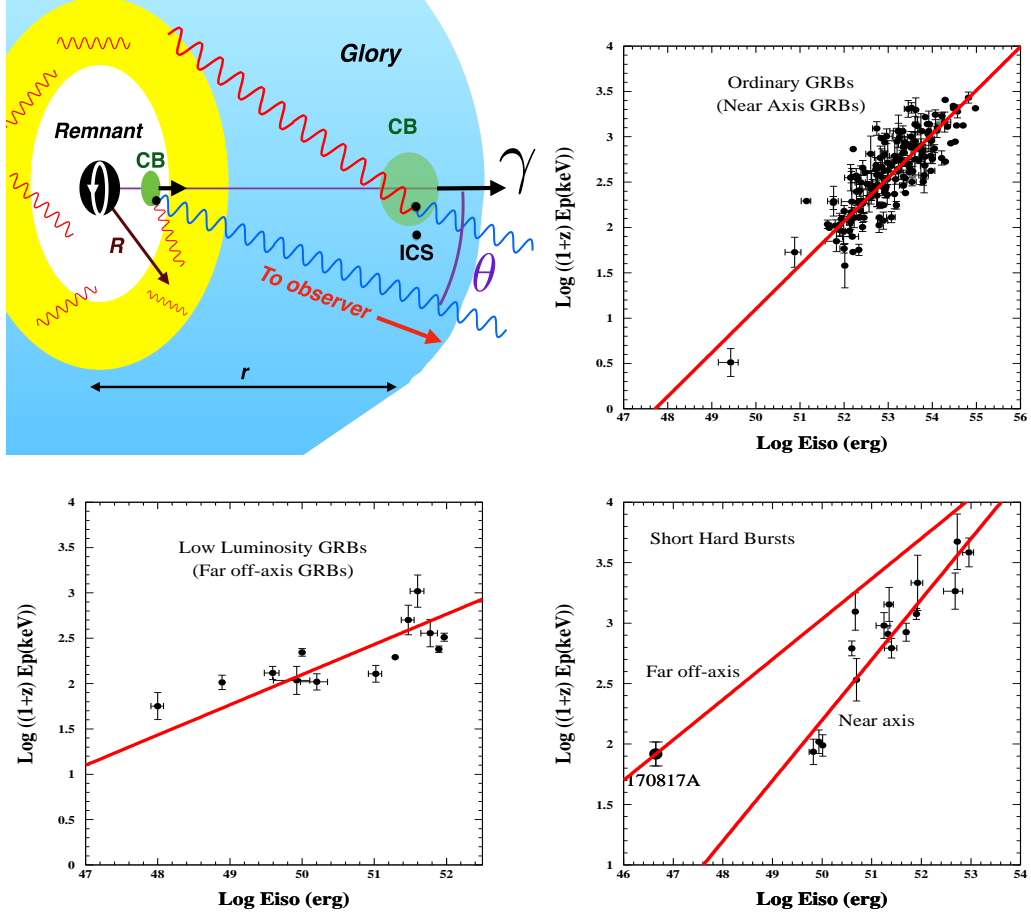 Glory
Remnant
CB
CB
γ
R
ICS
θ
To observer
r
Ordinary GRBs
(Near Axis GRBs)
Log ((1+z) Ep(keV))
4
3.5
3
2.5
2
1.5
1
0.5
0
47 48 49 50 51 52 53 54 55 56
Log Eiso (erg)
Low Luminosity GRBs
(Far off-axis GRBs)
Log ((1+z) Ep(keV))
4
3.5
3
2.5
2
1.5
1
0.5
0
47 48 49 50 51 52
Log Eiso (erg)
Short Hard Bursts
Far off-axis
Near axis
170817A
Log ((1+z) Ep(keV))
4
3.5
3
2.5
2
1.5
1
46 47 48 49 50 51 52 53 54
Log Eiso (erg)